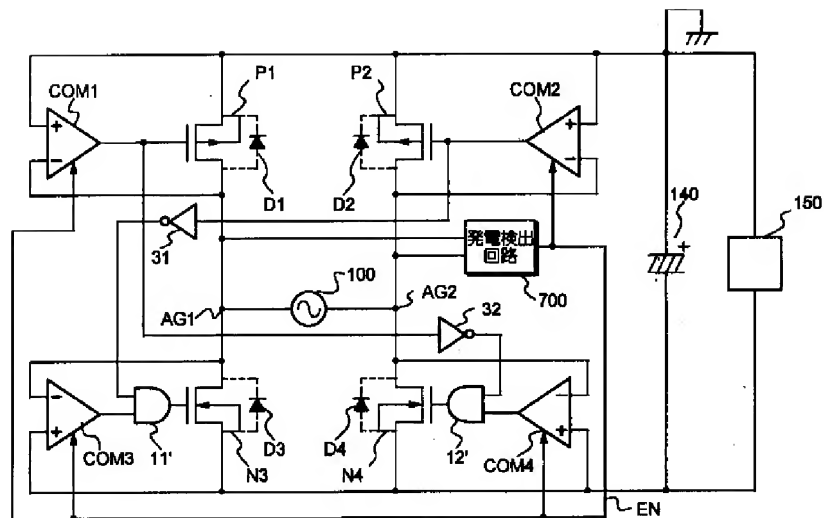 P1
P2
COM1
COM2
+
-
+
-
D1
D2
140
+
150
31
発電検出
回路
100
700
AG1
AG2
32
-
+
-
+
11'
D3
D4
12'
COM3
N3
N4
COM4
EN